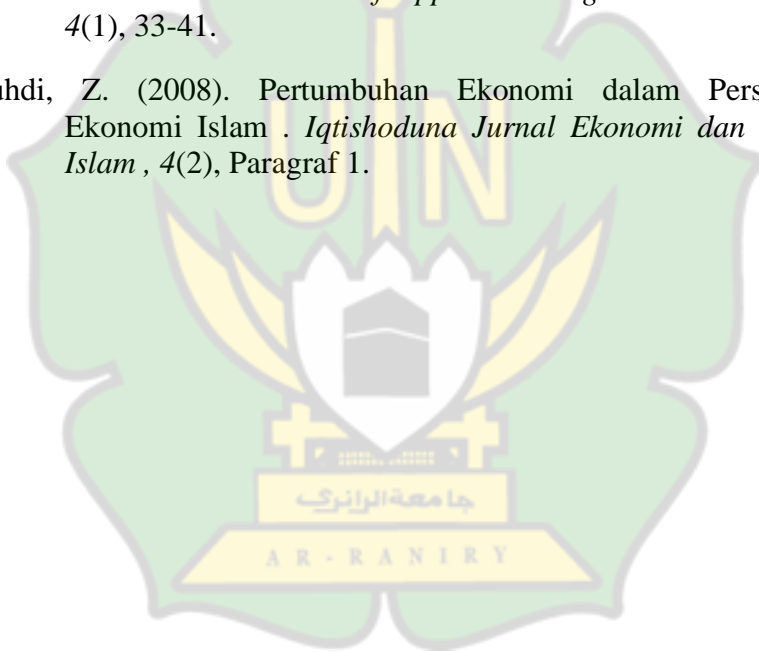 4(1), 33-41.
uhdi, Z. (2008). Pertumbuhan Ekonomi dalam Pers
Ekonomi Islam . Iqtishoduna Jurnal Ekonomi dan
Islam , 4(2), Paragraf 1.
UIN
جامعة الرانري
AR-RANIRY